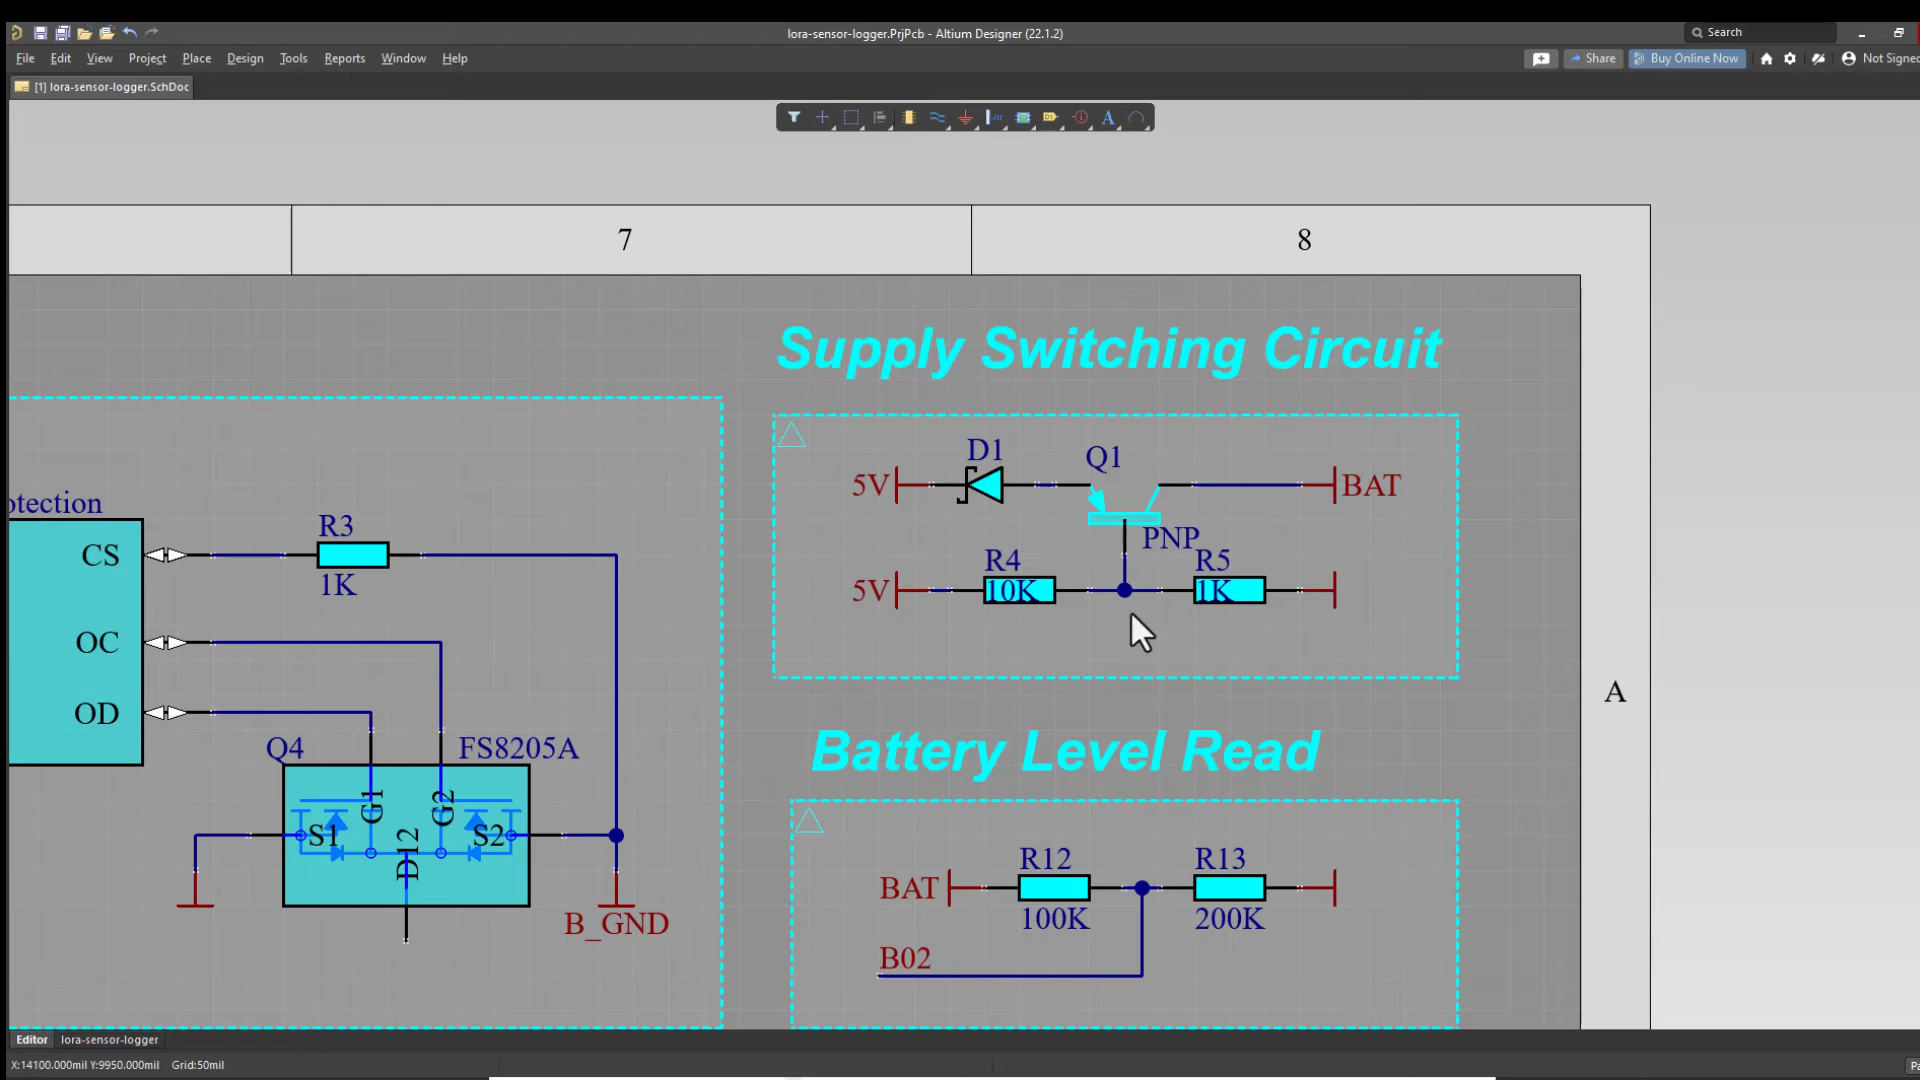 lora-sensor-logger.PrjPcb - Altium Designer (22.1.2)
Search
File Edit View Project Place Design Tools Reports Window Help
Share
Buy Online Now
Not Signed
[1] lora-sensor-logger.SchDoc
7
8
Supply Switching Circuit
D1
Q1
5V
BAT
PNP
R4
R5
5V
10K
1K
otection
R3
CS
1K
OC
OD
A
Q4
FS8205A
G1
G2
S1
D12
S2
B_GND
Battery Level Read
R12
R13
BAT
100K
200K
B02
Editor lora-sensor-logger
X:14100.000mil Y:9950.000mil Grid:50mil
Pa